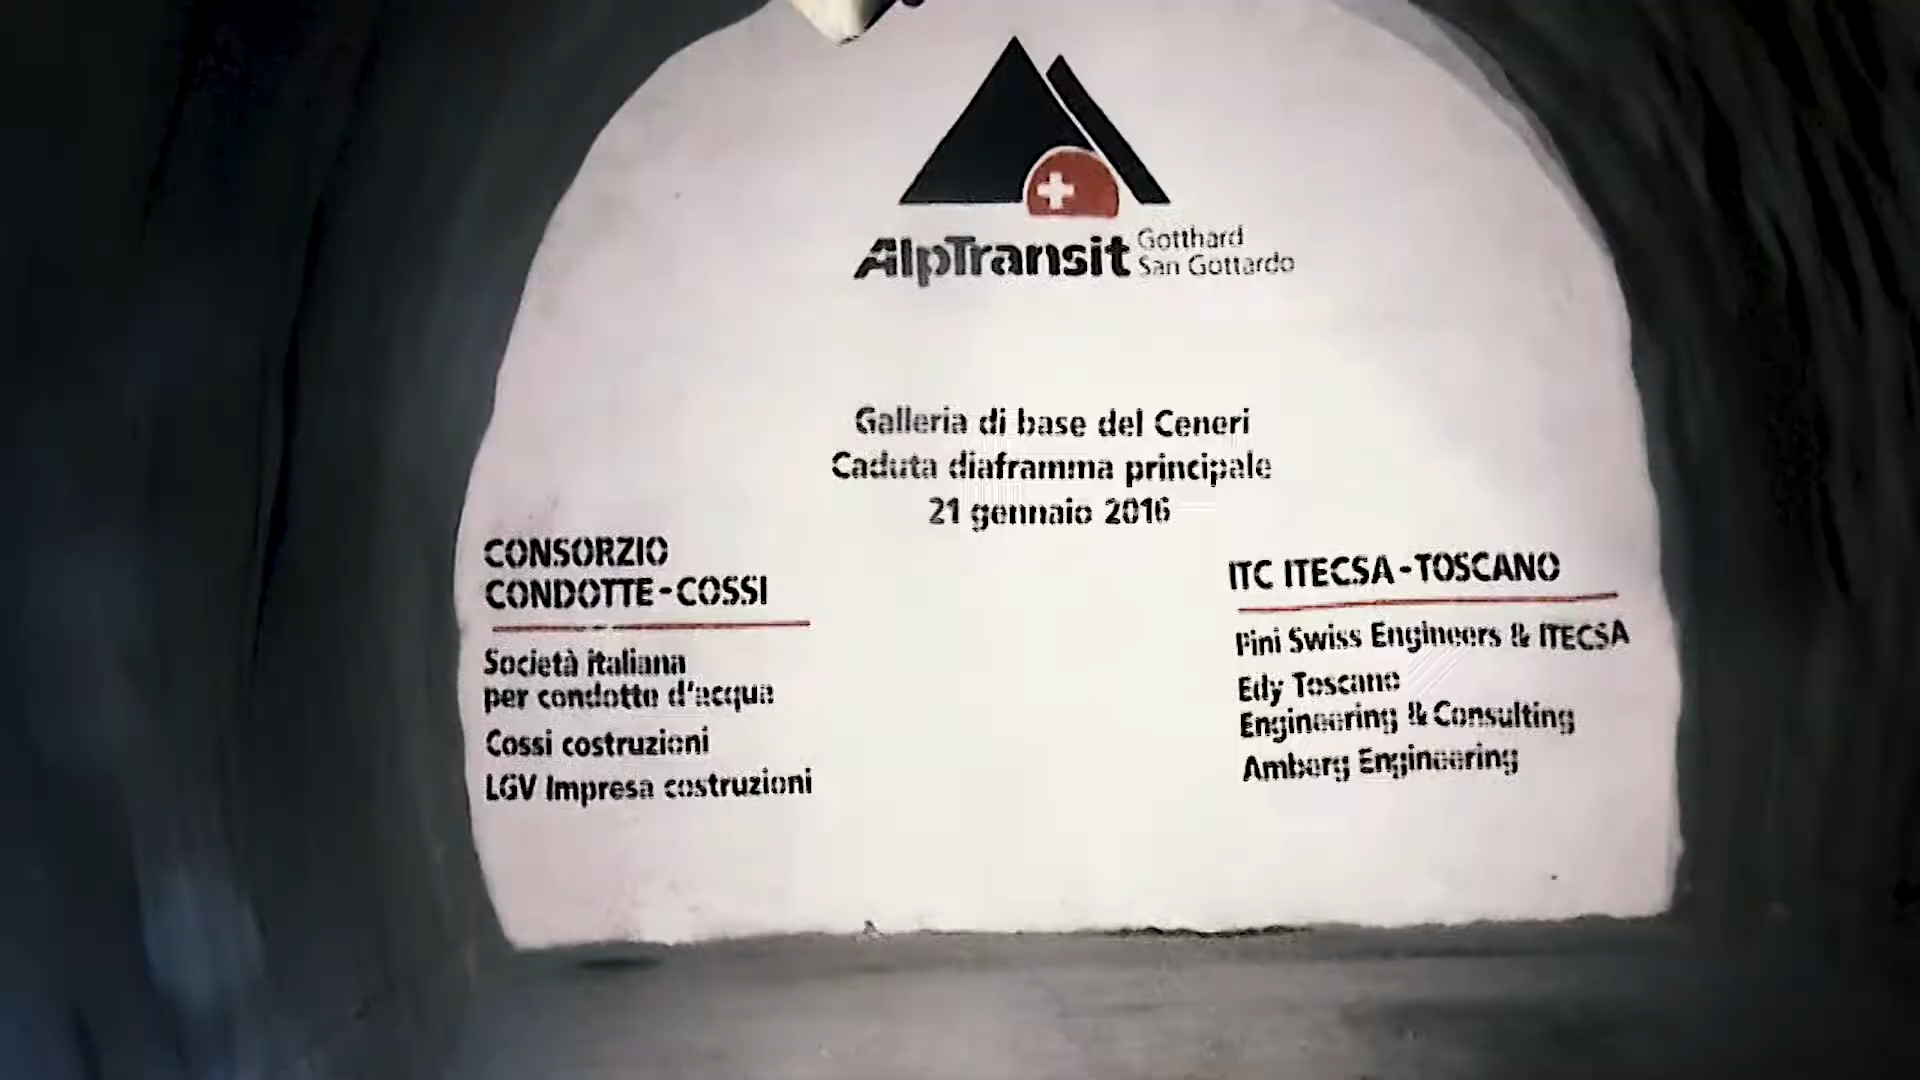 AlpTransit Gotthard
San Gottardo
Galleria di base del Ceneri
Caduta diaframma principale
21 gennaio 2016
CONSORZIO
CONDOTTE-COSSI
Società italiana
per condotte d'acqua
Cossi costruzioni
LGV Impresa costruzioni
ITC ITECSA-TOSCANO
Pini Swiss Engineers & ITECSA
Edy Toscano
Engineering & Consulting
Amberg Engineering